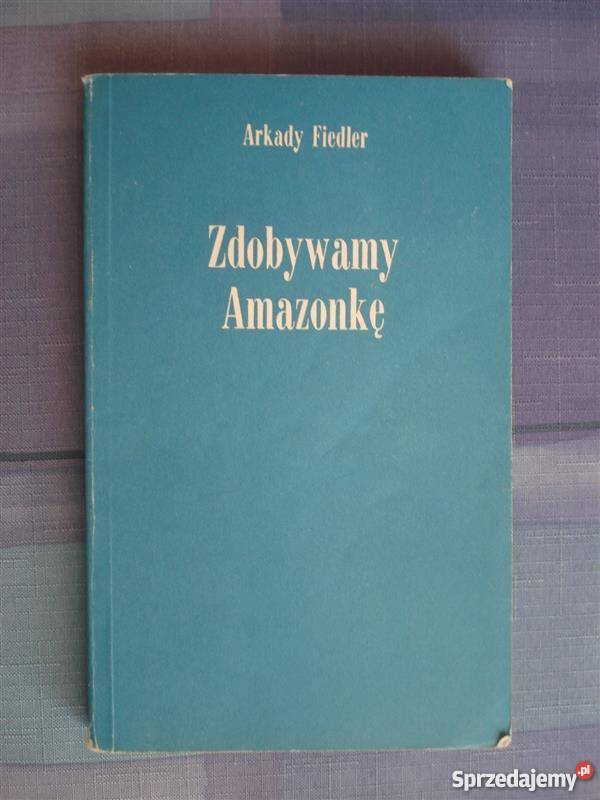 Arkady Fiedler
Zdobywamy
Amazonkę
Sprzedajemy.pl